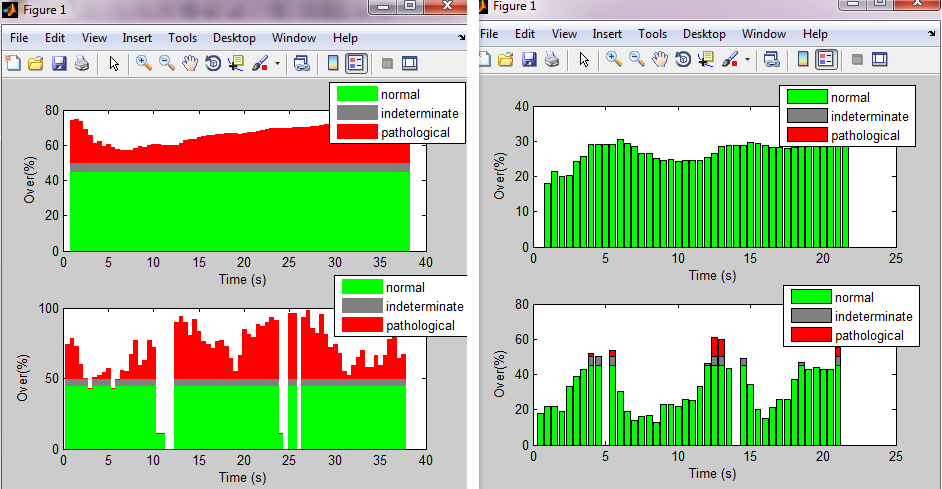 Figure 1
File Edit View Insert Tools Desktop Window Help
normal
indeterminate
pathological
80
60
40
20
0
Over(%)
0 5 10 15 20 25 30 35 40
Time (s)
normal
indeterminate
pathological
100
50
0
Over(%)
0 5 10 15 20 25 30 35 40
Time (s)
Figure 1
File Edit View Insert Tools Desktop Window Help
normal
indeterminate
pathological
40
30
20
10
0
Over(%)
0 5 10 15 20 25
Time (s)
normal
indeterminate
pathological
80
60
40
20
0
Over(%)
0 5 10 15 20 25
Time (s)